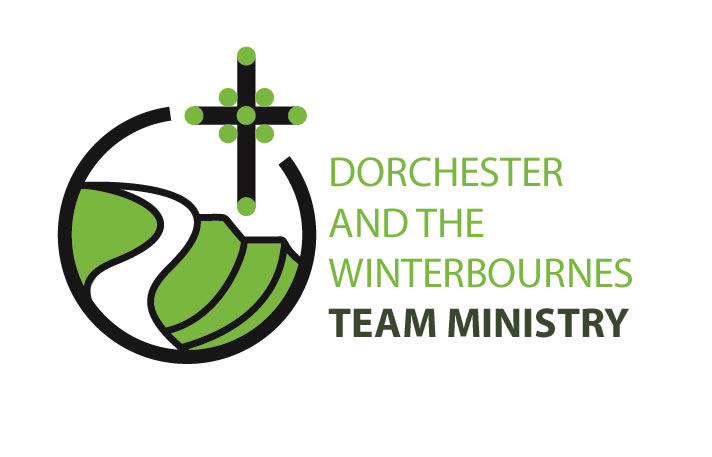 DORCHESTER
AND THE
WINTERBOURNES
TEAM MINISTRY